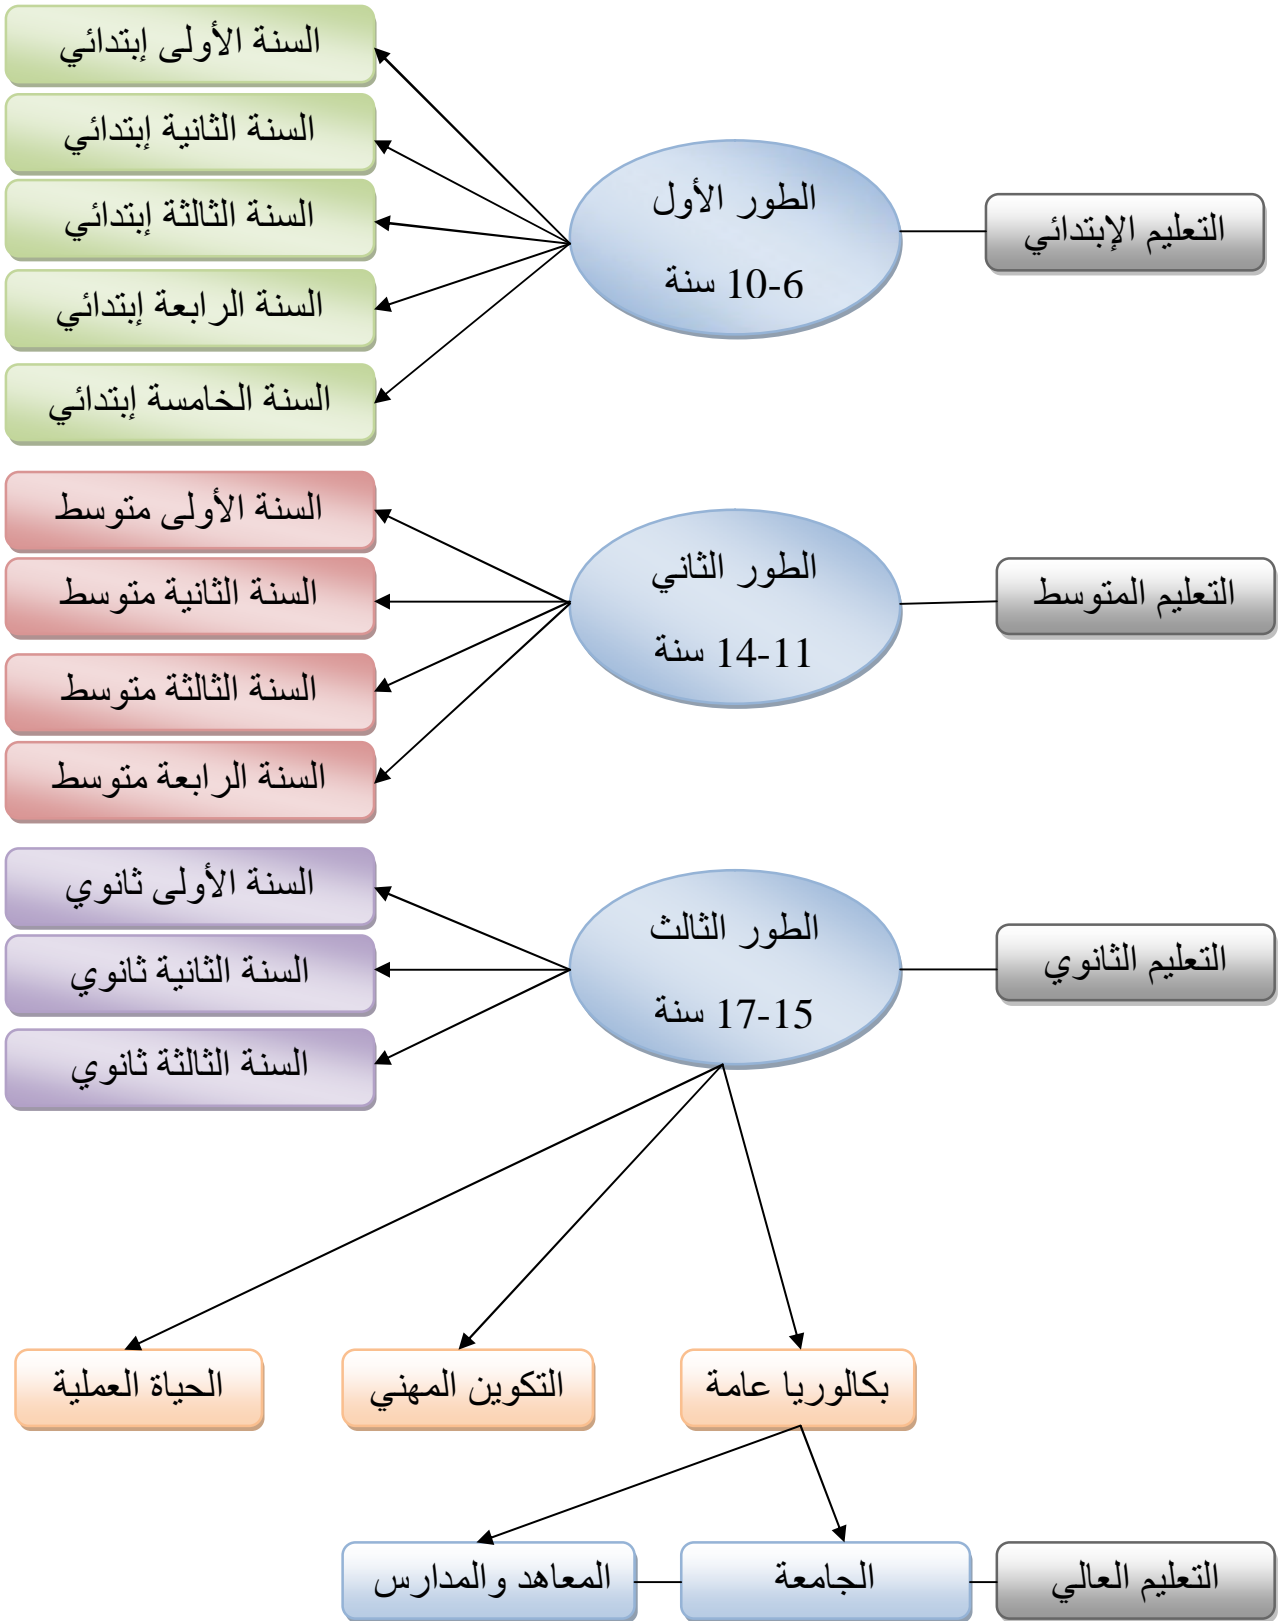 التعليم الإبتدائي
الطور الأول
6-10 سنة
السنة الأولى إبتدائي
السنة الثانية إبتدائي
السنة الثالثة إبتدائي
السنة الرابعة إبتدائي
السنة الخامسة إبتدائي
التعليم المتوسط
الطور الثاني
11-14 سنة
السنة الأولى متوسط
السنة الثانية متوسط
السنة الثالثة متوسط
السنة الرابعة متوسط
التعليم الثانوي
الطور الثالث
15-17 سنة
السنة الأولى ثانوي
السنة الثانية ثانوي
السنة الثالثة ثانوي
بكالوريا عامة
التكوين المهني
الحياة العملية
التعليم العالي
الجامعة
المعاهد والمدارس